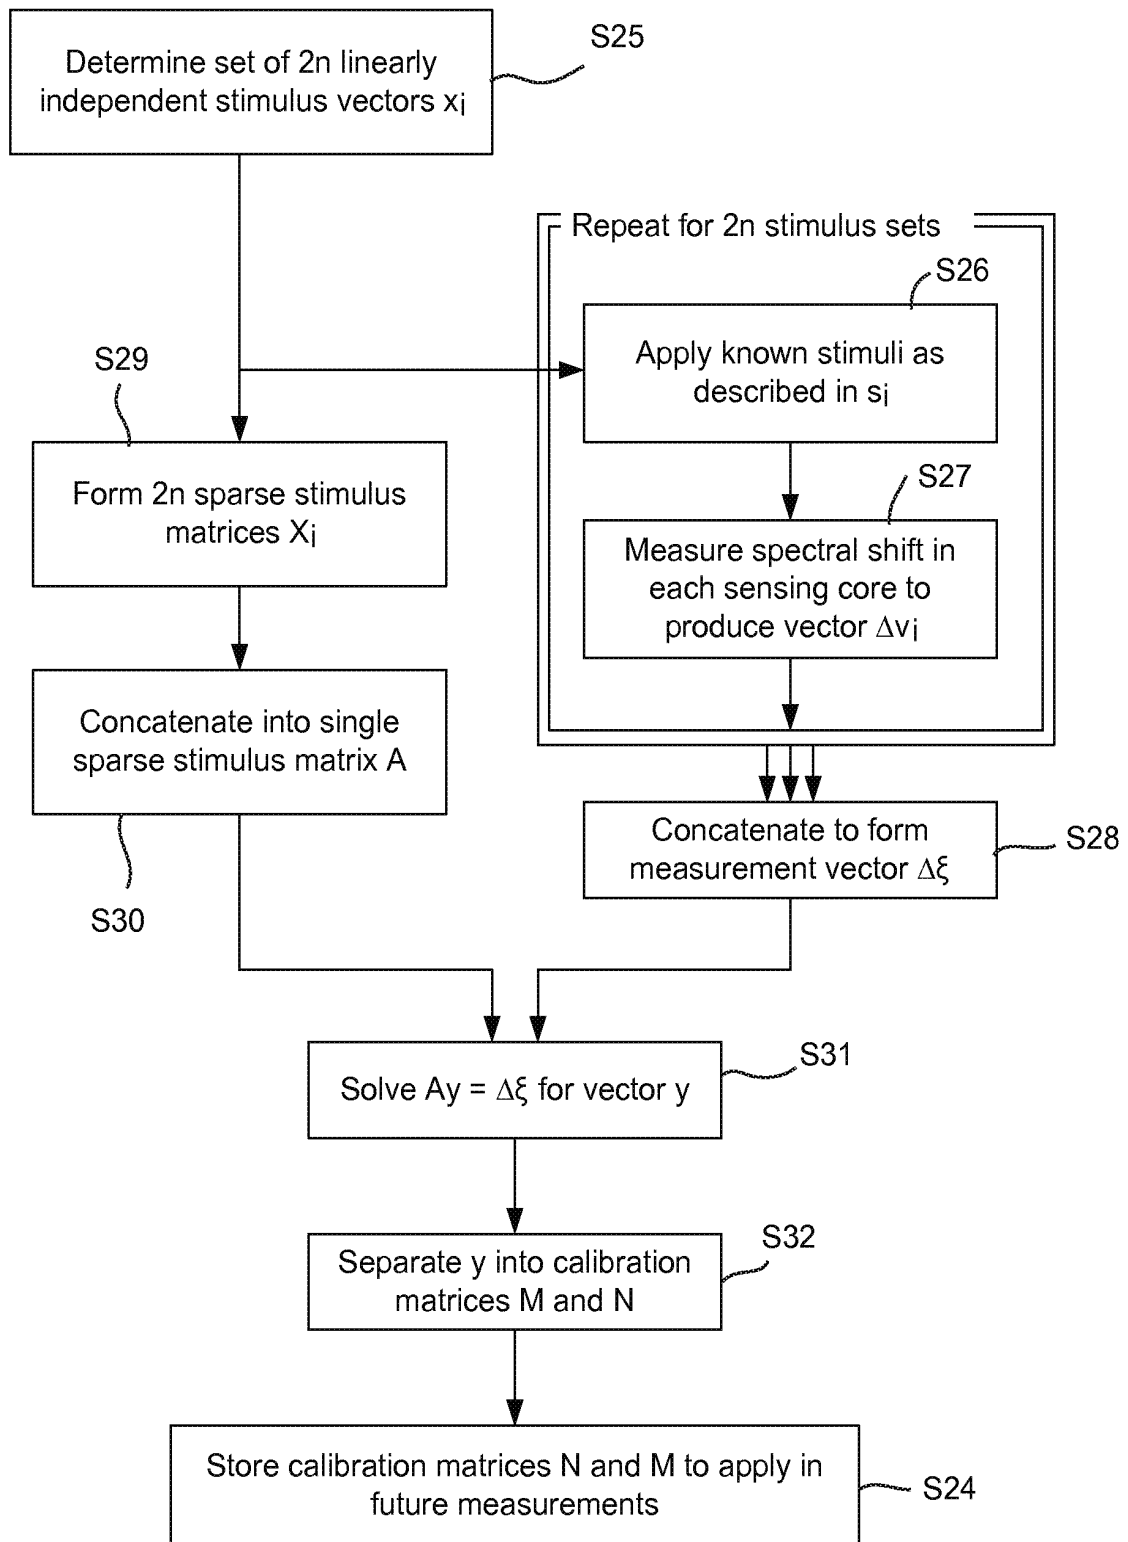 S25
Determine set of 2n linearly
independent stimulus vectors xi
Repeat for 2n stimulus sets
S26
Apply known stimuli as
described in si
S29
Form 2n sparse stimulus
matrices Xi
S27
Measure spectral shift in
each sensing core to
produce vector Δvi
Concatenate into single
sparse stimulus matrix A
S30
Concatenate to form
measurement vector Δξ
S28
S31
Solve Ay = Δξ for vector y
S32
Separate y into calibration
matrices M and N
Store calibration matrices N and M to apply in
future measurements
S24